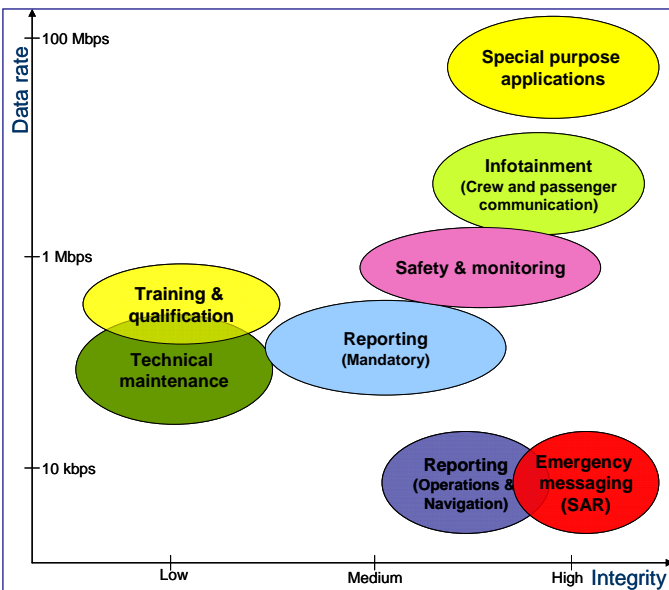 100 Mbps
Data rate
Special purpose
applications
Infotainment
(Crew and passenger
communication)
1 Mbps
Safety & monitoring
Training &
qualification
Reporting
(Mandatory)
Technical
maintenance
10 kbps
Reporting
(Operations &
Navigation)
Emergency
messaging
(SAR)
Low
Medium
High
Integrity